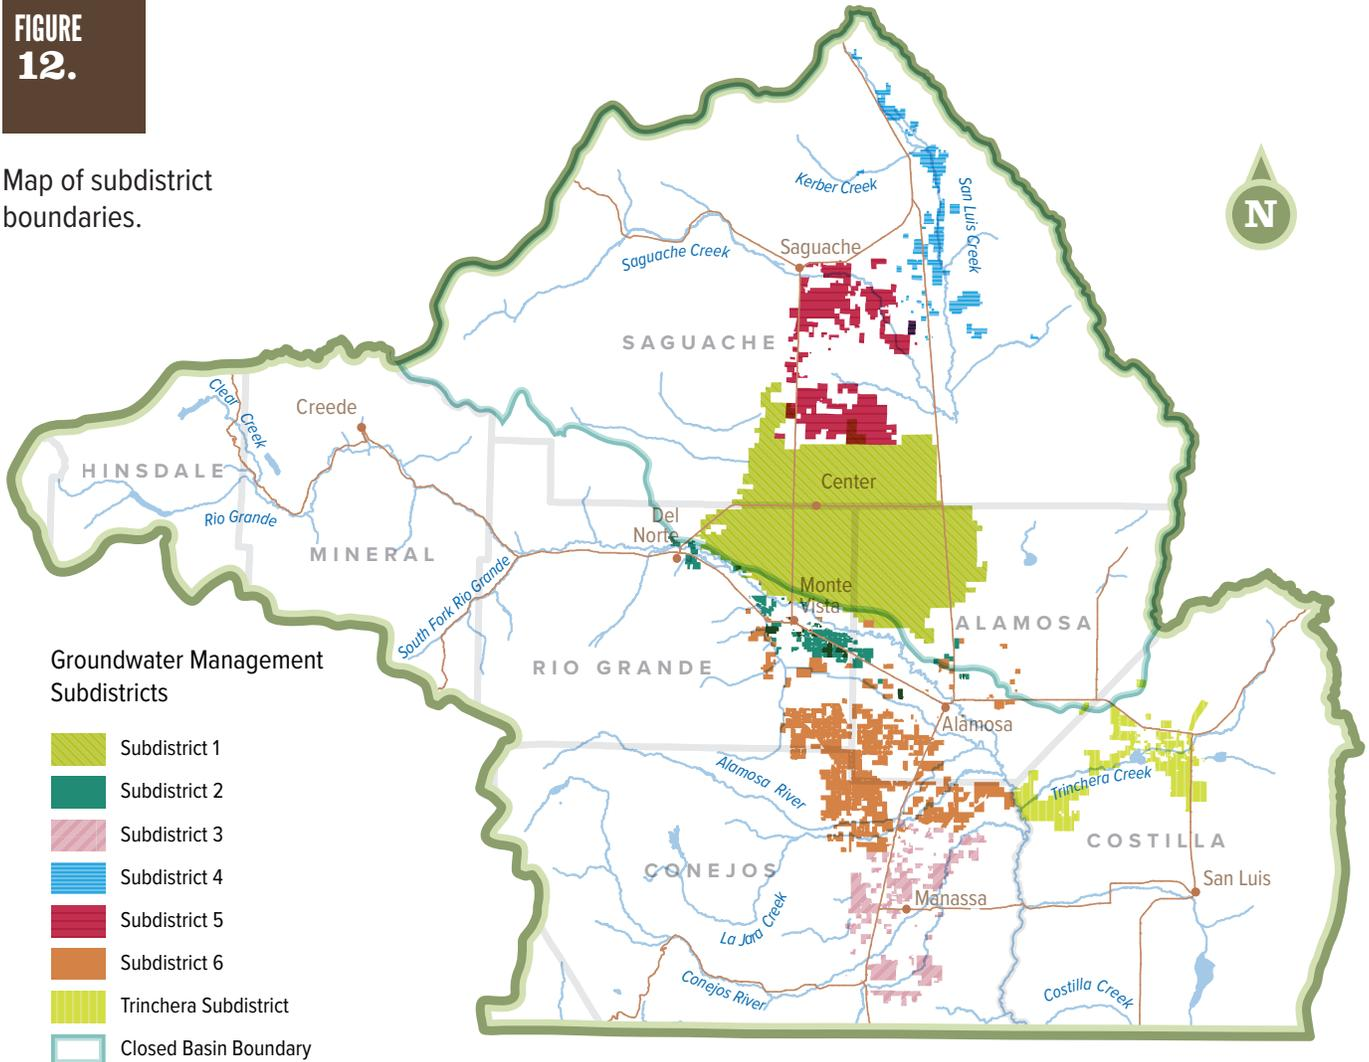 FIGURE
12.
Map of subdistrict
boundaries.
N
Kerber Creek
San Luis Creek
Saguache
Saguache Creek
SAGUACHE
Clear Creek
Creede
HINSDALE
Rio Grande
MINERAL
Center
Del
Norte
South Fork Rio Grande
Monte
Vista
ALAMOSA
RIO GRANDE
Alamosa
Alamosa River
Trinchera Creek
COSTILLA
CONEJOS
San Luis
Manassa
La Jara Creek
Conejos River
Costilla Creek
Groundwater Management
Subdistricts
Subdistrict 1
Subdistrict 2
Subdistrict 3
Subdistrict 4
Subdistrict 5
Subdistrict 6
Trinchera Subdistrict
Closed Basin Boundary